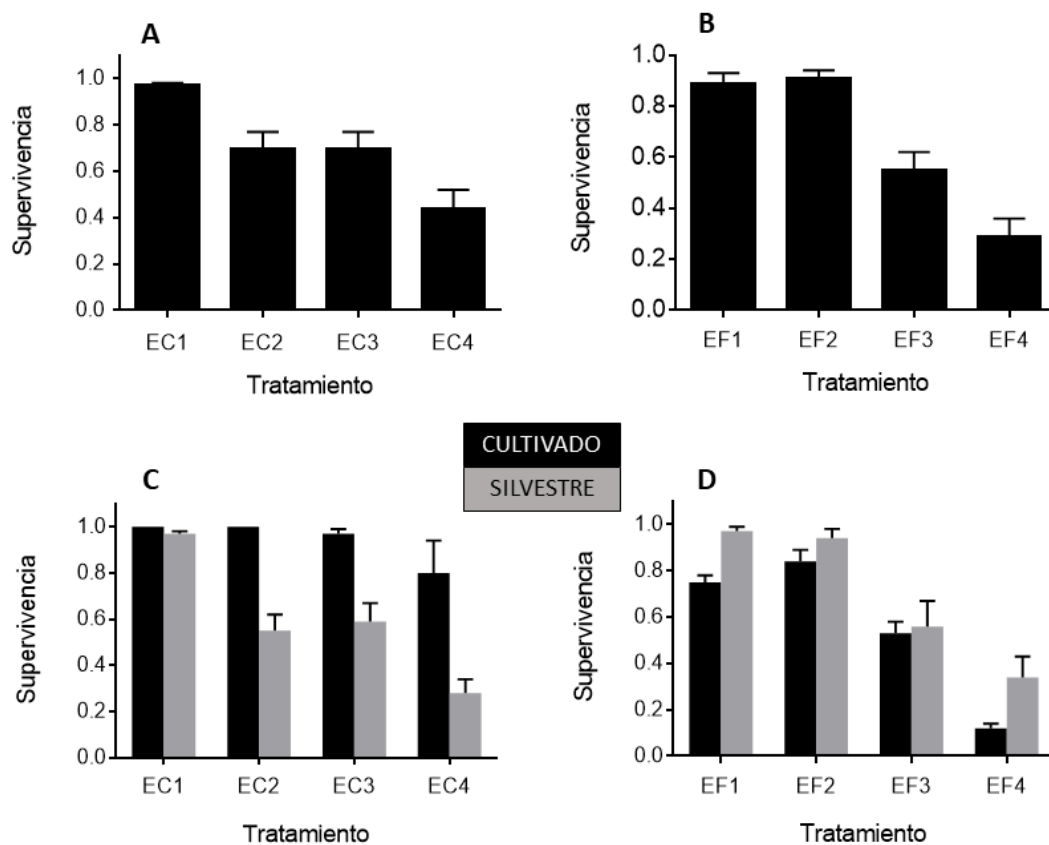 A
Supervivencia
1.0
0.8
0.6
0.4
0.2
0.0
EC1 EC2 EC3 EC4
Tratamiento
B
Supervivencia
1.0
0.8
0.6
0.4
0.2
0.0
EF1 EF2 EF3 EF4
Tratamiento
CULTIVADO
SILVESTRE
C
Supervivencia
1.0
0.8
0.6
0.4
0.2
0.0
EC1 EC2 EC3 EC4
Tratamiento
D
Supervivencia
1.0
0.8
0.6
0.4
0.2
0.0
EF1 EF2 EF3 EF4
Tratamiento